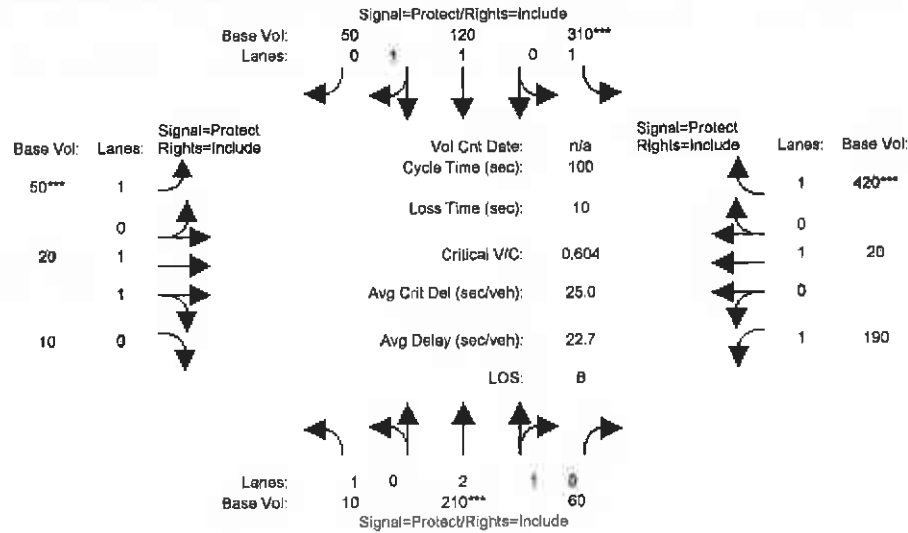 Signal=Protect/Rights=Include
Base Vol: 50 120 310***
Lanes: 0 1 1 0 1
Signal=Protect
Base Vol: Lanes: Rights=Include
50*** 1
0
20 1
1
10 0
Vol Cnt Date: n/a
Cycle Time (sec): 100
Loss Time (sec): 10
Critical V/C: 0.604
Avg Crit Del (sec/veh): 25.0
Avg Delay (sec/veh): 22.7
LOS: B
Signal=Protect
Rights=Include Lanes: Base Vol:
1 420***
0
1 20
0
1 190
Lanes: 1 0 2 1 0
Base Vol: 10 210*** 60
Signal=Protect/Rights=Include